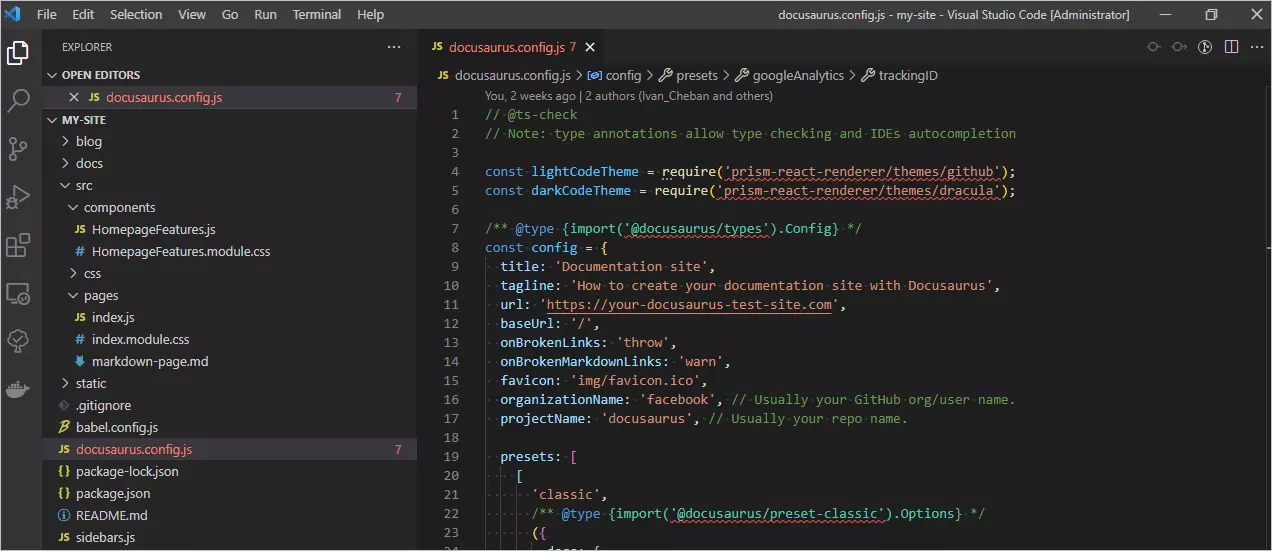 File Edit Selection View Go Run Terminal Help docusaurus.config.js - my-site - Visual Studio Code [Administrator]
EXPLORER
OPEN EDITORS
JS docusaurus.config.js 7
MY-SITE
blog
docs
src
components
JS HomepageFeatures.js
# HomepageFeatures.module.css
css
pages
JS index.js
# index.module.css
markdown-page.md
static
.gitignore
babel.config.js
JS docusaurus.config.js 7
{} package-lock.json
{} package.json
README.md
JS sidebars.js
JS docusaurus.config.js 7
JS docusaurus.config.js > config > presets > googleAnalytics > trackingID
You, 2 weeks ago | 2 authors (Ivan_Cheban and others)
1 // @ts-check
2 // Note: type annotations allow type checking and IDEs autocompletion
3
4 const lightCodeTheme = require('prism-react-renderer/themes/github');
5 const darkCodeTheme = require('prism-react-renderer/themes/dracula');
6
7 /** @type {import('@docusaurus/types').Config} */
8 const config = {
9 title: 'Documentation site',
10 tagline: 'How to create your documentation site with Docusaurus',
11 url: 'https://your-docusaurus-test-site.com',
12 baseUrl: '/',
13 onBrokenLinks: 'throw',
14 onBrokenMarkdownLinks: 'warn',
15 favicon: 'img/favicon.ico',
16 organizationName: 'facebook', // Usually your GitHub org/user name.
17 projectName: 'docusaurus', // Usually your repo name.
18
19 presets: [
20 [
21 'classic',
22 /** @type {import('@docusaurus/preset-classic').Options} */
23 ({